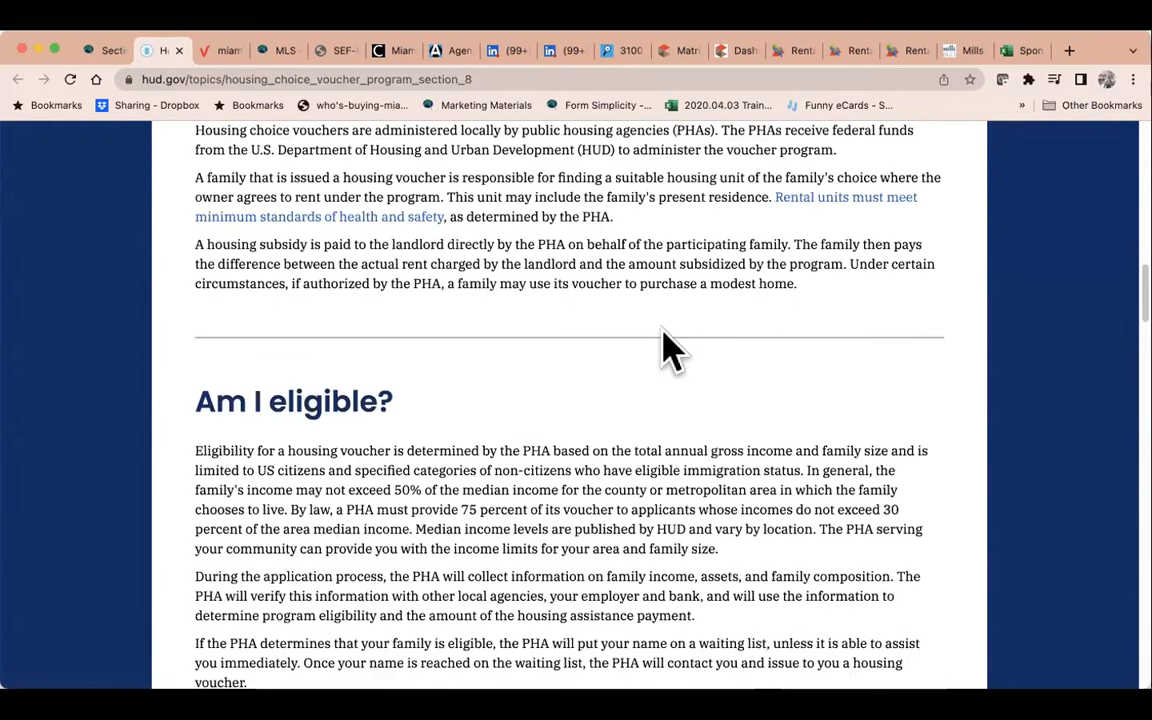 Secti
H
miam
MLS
SEF-
Miam
Agen
(99+
(99+
3100
Matri
Dash
Renta
Renta
Renta
Mills
Spon
hud.gov/topics/housing_choice_voucher_program_section_8
Bookmarks
Sharing - Dropbox
Bookmarks
who's-buying-mia...
Marketing Materials
Form Simplicity -...
2020.04.03 Train...
Funny eCards - S...
»
Other Bookmarks
Housing choice vouchers are administered locally by public housing agencies (PHAs). The PHAs receive federal funds
from the U.S. Department of Housing and Urban Development (HUD) to administer the voucher program.
A family that is issued a housing voucher is responsible for finding a suitable housing unit of the family's choice where the
owner agrees to rent under the program. This unit may include the family's present residence. Rental units must meet
minimum standards of health and safety, as determined by the PHA.
A housing subsidy is paid to the landlord directly by the PHA on behalf of the participating family. The family then pays
the difference between the actual rent charged by the landlord and the amount subsidized by the program. Under certain
circumstances, if authorized by the PHA, a family may use its voucher to purchase a modest home.
Am I eligible?
Eligibility for a housing voucher is determined by the PHA based on the total annual gross income and family size and is
limited to US citizens and specified categories of non-citizens who have eligible immigration status. In general, the
family's income may not exceed 50% of the median income for the county or metropolitan area in which the family
chooses to live. By law, a PHA must provide 75 percent of its voucher to applicants whose incomes do not exceed 30
percent of the area median income. Median income levels are published by HUD and vary by location. The PHA serving
your community can provide you with the income limits for your area and family size.
During the application process, the PHA will collect information on family income, assets, and family composition. The
PHA will verify this information with other local agencies, your employer and bank, and will use the information to
determine program eligibility and the amount of the housing assistance payment.
If the PHA determines that your family is eligible, the PHA will put your name on a waiting list, unless it is able to assist
you immediately. Once your name is reached on the waiting list, the PHA will contact you and issue to you a housing
voucher.